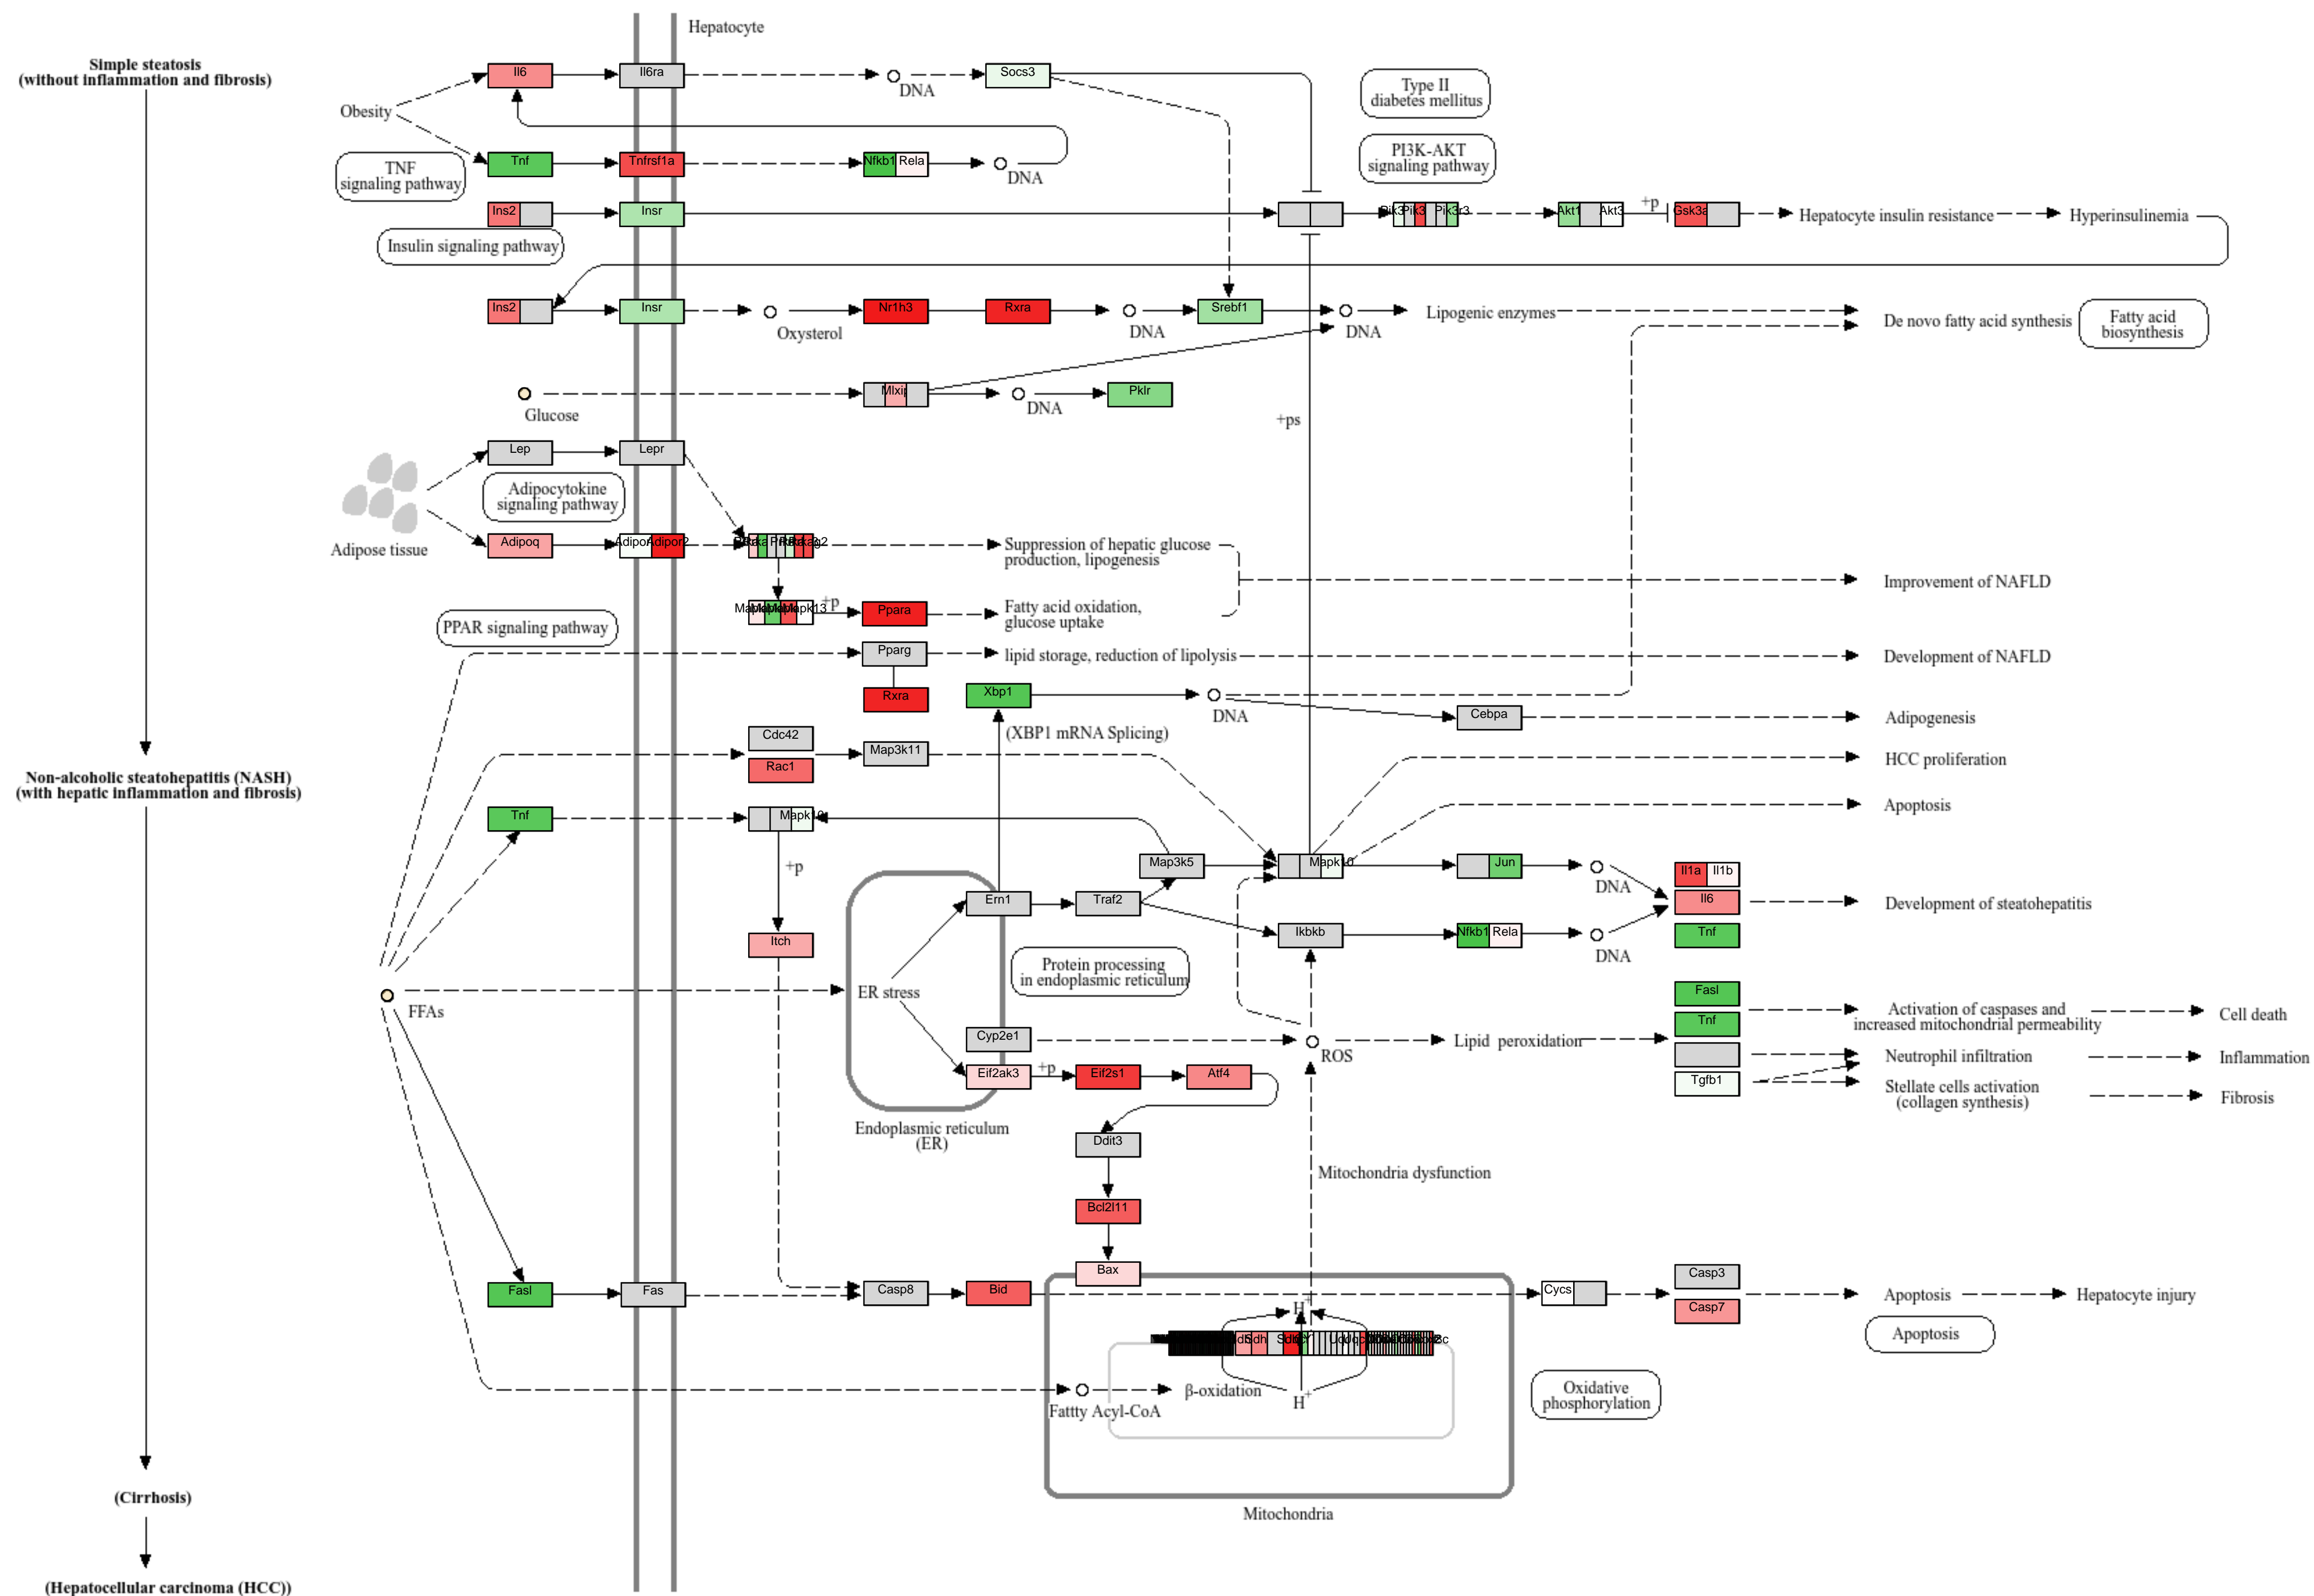 Hepatocyte
Simple steatosis
(without inflammation and fibrosis)
Il6
Il6ra
DNA
Socs3
Type II
diabetes mellitus
Obesity
TNF
signaling pathway
Tnf
Tnfrsf1a
Nfkb1
Rela
DNA
PI3K-AKT
signaling pathway
Ins2
Insr
Pik3r3
Akt1
Akt3
+p
Gsk3a
Hepatocyte insulin resistance
Hyperinsulinemia
Insulin signaling pathway
Ins2
Insr
Oxysterol
Nr1h3
Rxra
DNA
Srebf1
DNA
Lipogenic enzymes
De novo fatty acid synthesis
Fatty acid
biosynthesis
Glucose
Mlxip
DNA
Pklr
+ps
Lep
Lepr
Adipocytokine
signaling pathway
Adipose tissue
Adipoq
Adipor2
Suppression of hepatic glucose
production, lipogenesis
Improvement of NAFLD
Mapk13
+p
Ppara
Fatty acid oxidation,
glucose uptake
PPAR signaling pathway
Pparg
lipid storage, reduction of lipolysis
Development of NAFLD
Rxra
Xbp1
DNA
(XBP1 mRNA Splicing)
Cebpa
Adipogenesis
Cdc42
Rac1
Map3k11
HCC proliferation
Non-alcoholic steatohepatitis (NASH)
(with hepatic inflammation and fibrosis)
Apoptosis
Tnf
Mapk10
+p
Map3k5
Mapk10
Jun
DNA
Il1a
Il1b
Il6
Tnf
Development of steatohepatitis
Ern1
Traf2
Ikbkb
Nfkb1
Rela
DNA
Itch
Protein processing
in endoplasmic reticulum
ER stress
FFAs
Fasl
Tnf
Tgfb1
Activation of caspases and
increased mitochondrial permeability
Cell death
Cyp2e1
ROS
Lipid peroxidation
Neutrophil infiltration
Inflammation
Eif2ak3
+p
Eif2s1
Atf4
Stellate cells activation
(collagen synthesis)
Fibrosis
Endoplasmic reticulum
(ER)
Ddit3
Mitochondria dysfunction
Bcl2l11
Bax
Fasl
Fas
Casp8
Bid
Cycs
Casp3
Casp7
Apoptosis
Hepatocyte injury
Apoptosis
H+
H+
β-oxidation
Fattty Acyl-CoA
Oxidative
phosphorylation
Mitochondria
(Cirrhosis)
(Hepatocellular carcinoma (HCC))